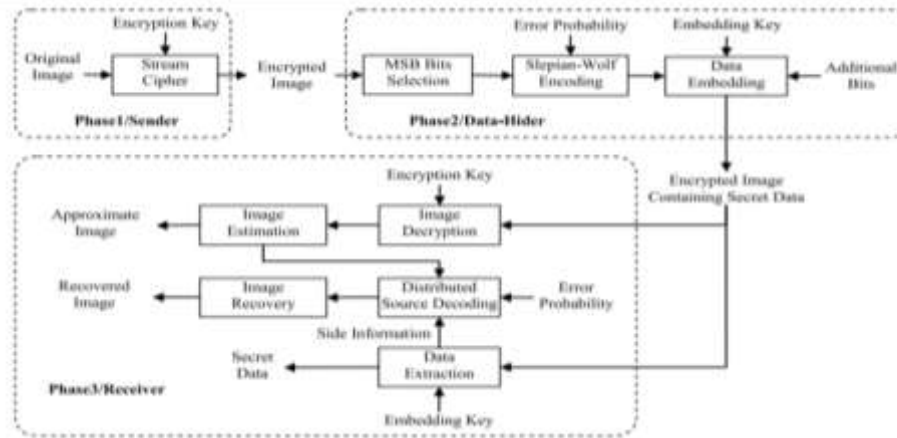 Encryption Key
Original
Image
Stream
Cipher
Encrypted
Image
Phase1/Sender
Error Probability
Embedding Key
MSB Bits
Selection
Slepian-Wolf
Encoding
Data
Embedding
Additional
Bits
Phase2/Data-Hider
Encrypted Image
Containing Secret Data
Encryption Key
Approximate
Image
Image
Estimation
Image
Decryption
Recovered
Image
Image
Recovery
Distributed
Source Decoding
Error
Probability
Side Information
Secret
Data
Data
Extraction
Phase3/Receiver
Embedding Key